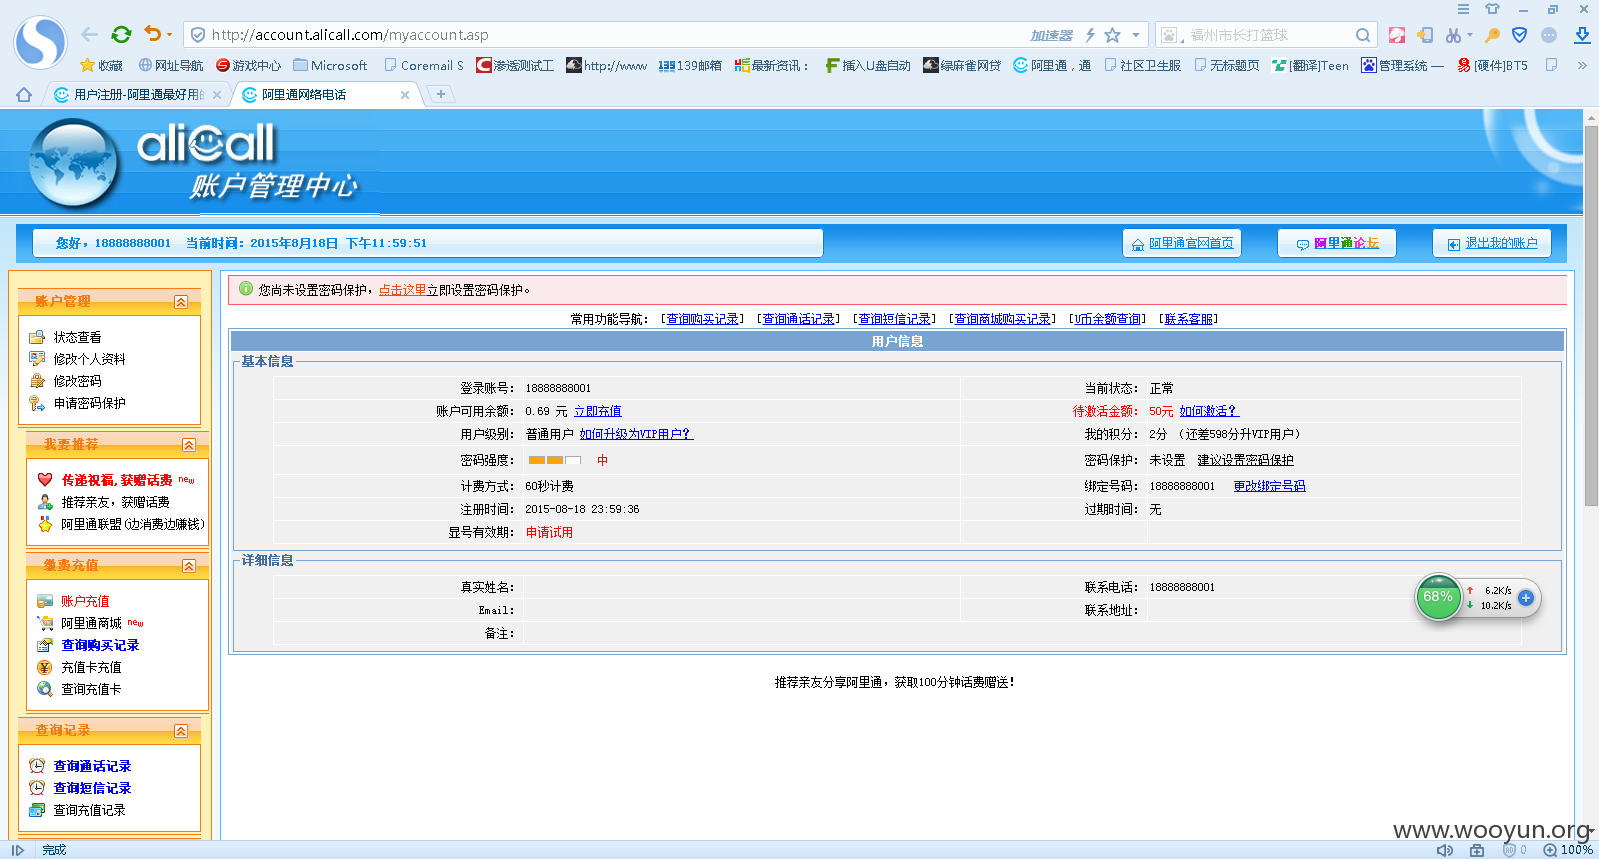 http://account.alicall.com/myaccount.asp
加速器
福州市长打篮球
收藏 网址导航 游戏中心 Microsoft Coremail S 渗透测试工 http://www 139邮箱 最新资讯： 插入U盘自动 绿麻雀网贷 阿里通，通 社区卫生服 无标题页 [翻译]Teen 管理系统 — [硬件]BT5
用户注册-阿里通最好用的
阿里通网络电话
aliCall
账户管理中心
您好，18888888001 当前时间：2015年8月18日 下午11:59:51
阿里通官网首页
阿里通论坛
退出我的账户
账户管理
状态查看
修改个人资料
修改密码
申请密码保护
我要推荐
传递祝福,获赠话费 new
推荐亲友，获赠话费
阿里通联盟(边消费边赚钱)
缴费充值
账户充值
阿里通商城 new
查询购买记录
充值卡充值
查询充值卡
查询记录
查询通话记录
查询短信记录
查询充值记录
您尚未设置密码保护，点击这里立即设置密码保护。
常用功能导航： [查询购买记录] [查询通话记录] [查询短信记录] [查询商城购买记录] [U币余额查询] [联系客服]
用户信息
基本信息
登录账号： 18888888001 当前状态： 正常
账户可用余额： 0.69 元 立即充值 待激活金额： 50元 如何激活？
用户级别： 普通用户 如何升级为VIP用户？ 我的积分： 2分 （还差598分升VIP用户）
密码强度： 中 密码保护： 未设置 建议设置密码保护
计费方式： 60秒计费 绑定号码： 18888888001 更改绑定号码
注册时间： 2015-08-18 23:59:36 过期时间： 无
显号有效期： 申请试用
详细信息
真实姓名： 联系电话： 18888888001
Email： 联系地址：
备注：
68%
6.2K/s
10.2K/s
推荐亲友分享阿里通，获取100分钟话费赠送！
www.wooyun.org
完成
0
100%